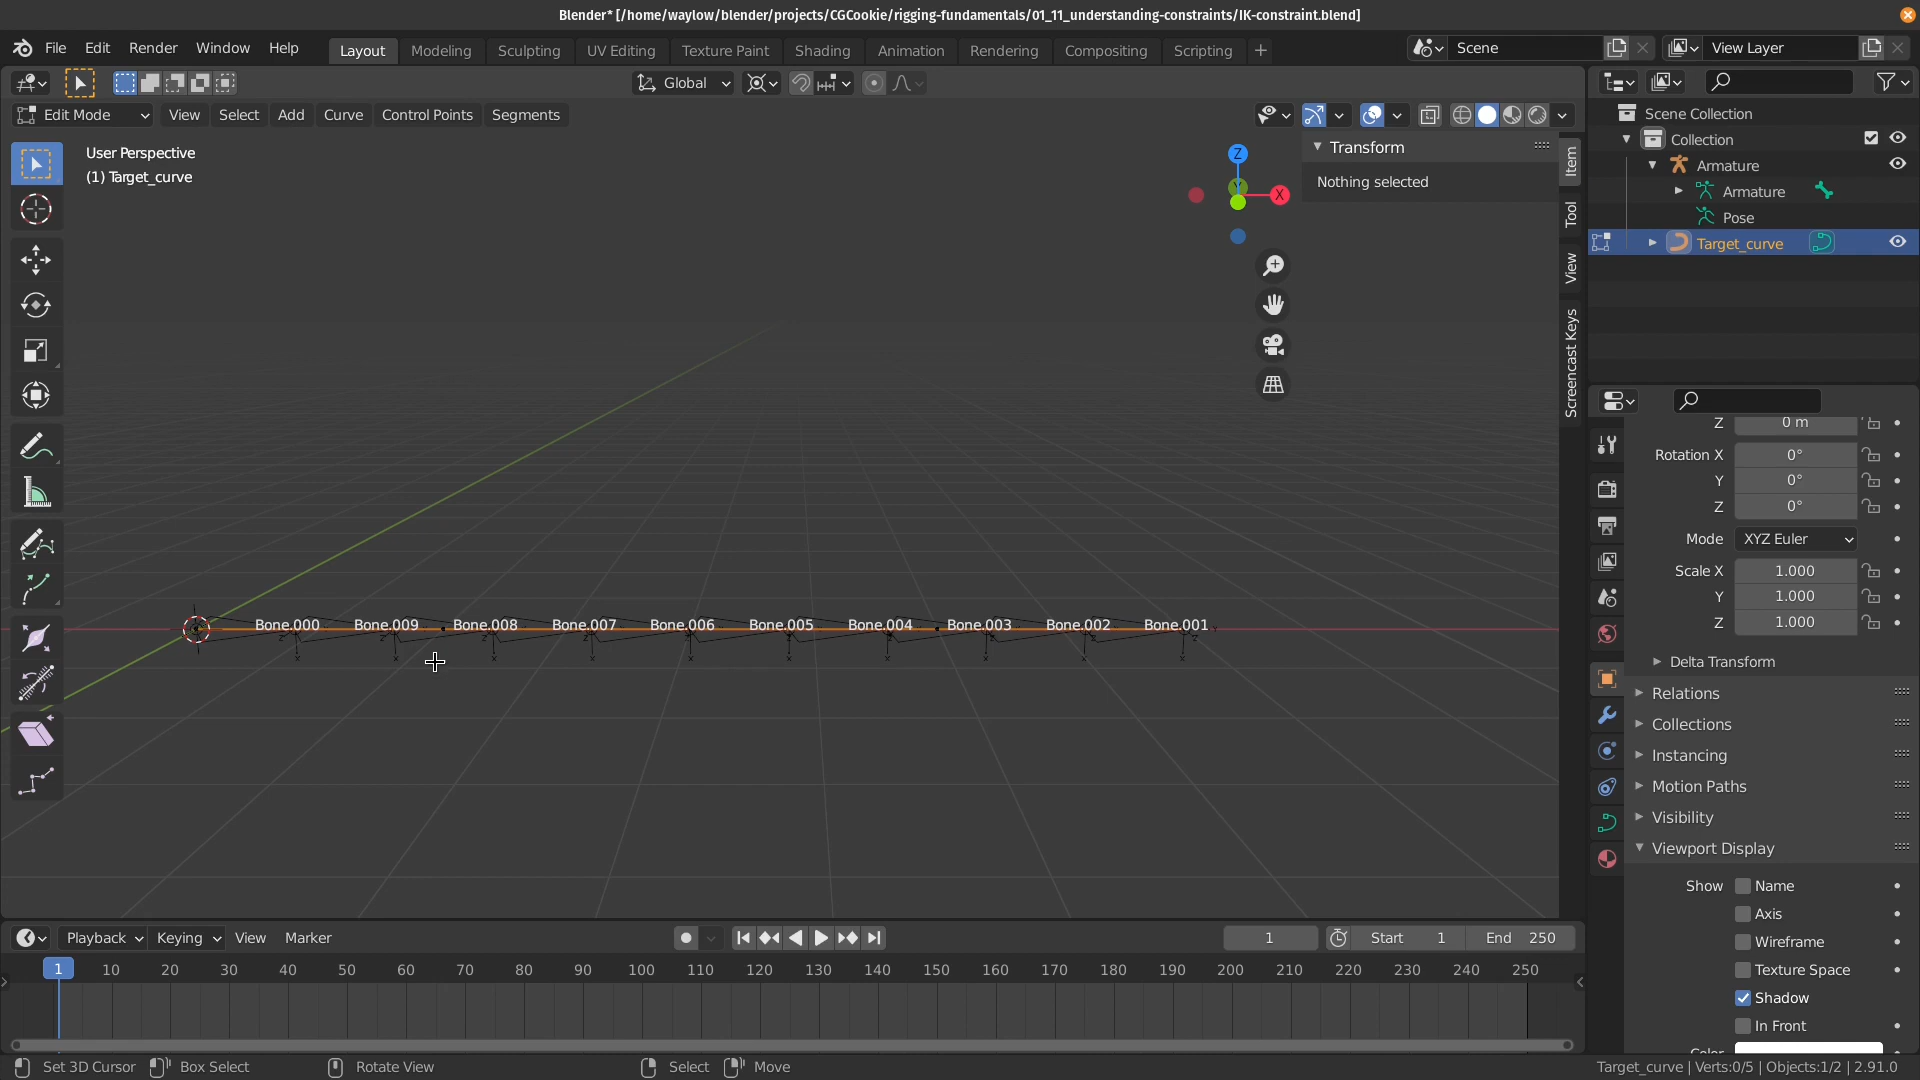 Blender* [/home/waylow/blender/projects/CGCookie/rigging-fundamentals/01_11_understanding-constraints/IK-constraint.blend]
File Edit Render Window Help Layout Modeling Sculpting UV Editing Texture Paint Shading Animation Rendering Compositing Scripting + Scene View Layer
Global
Edit Mode View Select Add Curve Control Points Segments
User Perspective
(1) Target_curve
Z
Y
X
Transform
Nothing selected
Item
Tool
View
Screencast Keys
Scene Collection
Collection
Armature
Armature
Pose
Target_curve
Bone.000 Bone.009 Bone.008 Bone.007 Bone.006 Bone.005 Bone.004 Bone.003 Bone.002 Bone.001
Z 0 m
Rotation X 0°
Y 0°
Z 0°
Mode XYZ Euler
Scale X 1.000
Y 1.000
Z 1.000
Delta Transform
Relations
Collections
Instancing
Motion Paths
Visibility
Viewport Display
Show Name
Axis
Wireframe
Texture Space
Shadow
In Front
Color
Playback Keying View Marker 1 Start 1 End 250
1 10 20 30 40 50 60 70 80 90 100 110 120 130 140 150 160 170 180 190 200 210 220 230 240 250
Set 3D Cursor Box Select Rotate View Select Move Target_curve | Verts:0/5 | Objects:1/2 | 2.91.0